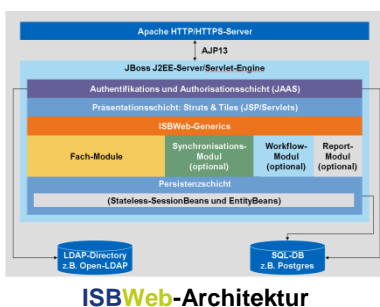 Apache HTTP/HTTPS-Server
AJP13
JBoss J2EE-Server/Servlet-Engine
Authentifikations und Authorisationsschicht (JAAS)
Präsentationsschicht: Struts & Tiles (JSP/Servlets)
ISBWeb-Generics
Fach-Module
Synchronisations-
Modul
(optional)
Workflow-
Modul
(optional)
Report-
Modul
(optional)
Persistenzschicht
(Stateless-SessionBeans und EntityBeans)
LDAP-Directory
z.B. Open-LDAP
SQL-DB
z.B. Postgres
ISBWeb-Architektur